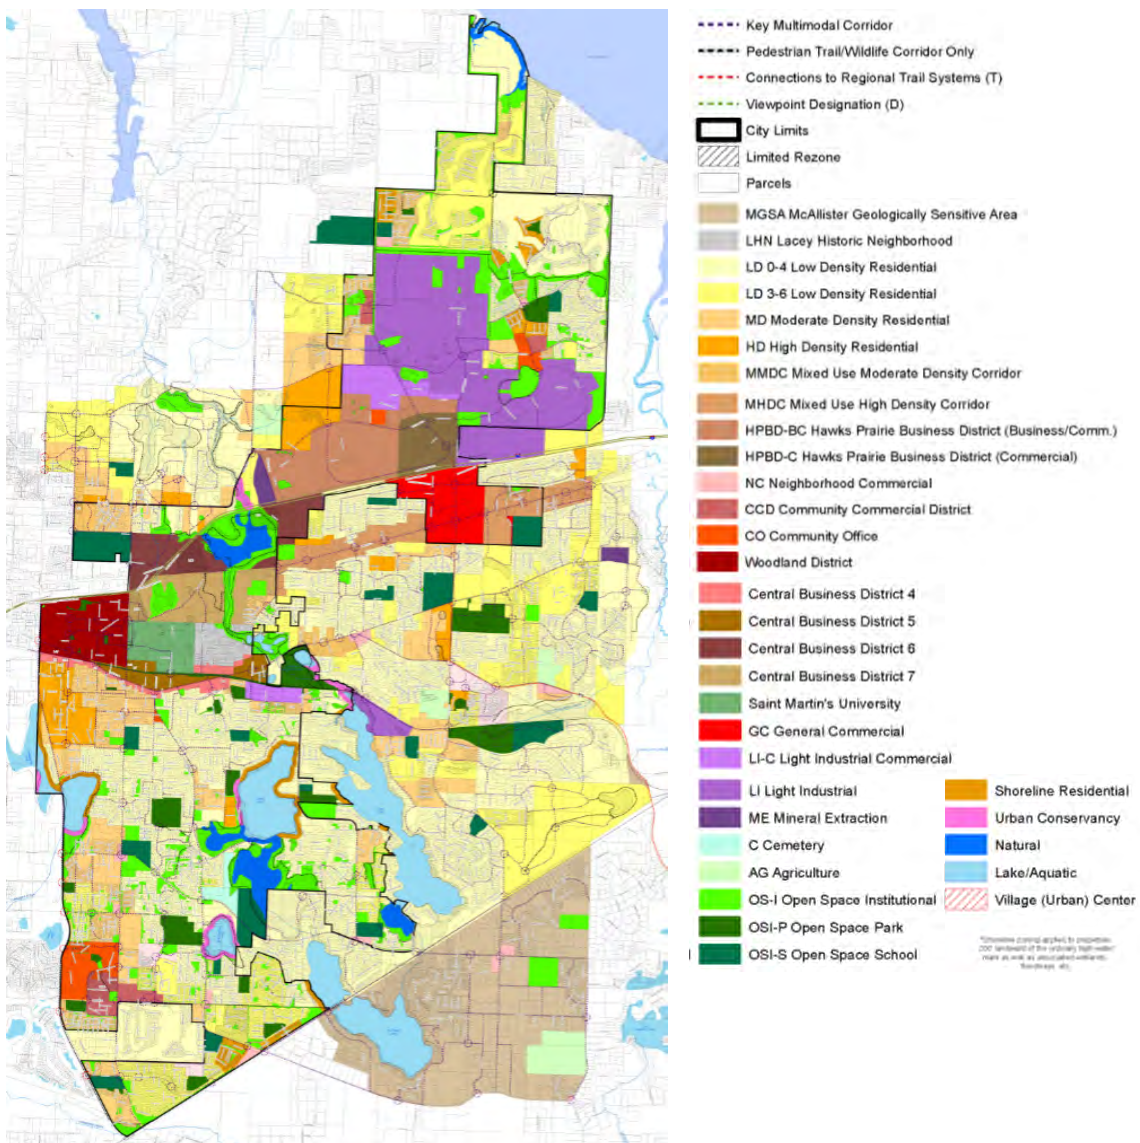 Key Multimodal Corridor
Pedestrian Trail/Wildlife Corridor Only
Connections to Regional Trail Systems (T)
Viewpoint Designation (D)
City Limits
Limited Rezone
Parcels
MGSA McAllister Geologically Sensitive Area
LHN Lacey Historic Neighborhood
LD 0-4 Low Density Residential
LD 3-6 Low Density Residential
MD Moderate Density Residential
HD High Density Residential
MMDC Mixed Use Moderate Density Corridor
MHDC Mixed Use High Density Corridor
HPBD-BC Hawks Prairie Business District (Business/Comm.)
HPBD-C Hawks Prairie Business District (Commercial)
NC Neighborhood Commercial
CCD Community Commercial District
CO Community Office
Woodland District
Central Business District 4
Central Business District 5
Central Business District 6
Central Business District 7
Saint Martin's University
GC General Commercial
LI-C Light Industrial Commercial
LI Light Industrial
ME Mineral Extraction
C Cemetery
AG Agriculture
OS-I Open Space Institutional
OSI-P Open Space Park
OSI-S Open Space School
Shoreline Residential
Urban Conservancy
Natural
Lake/Aquatic
Village (Urban) Center